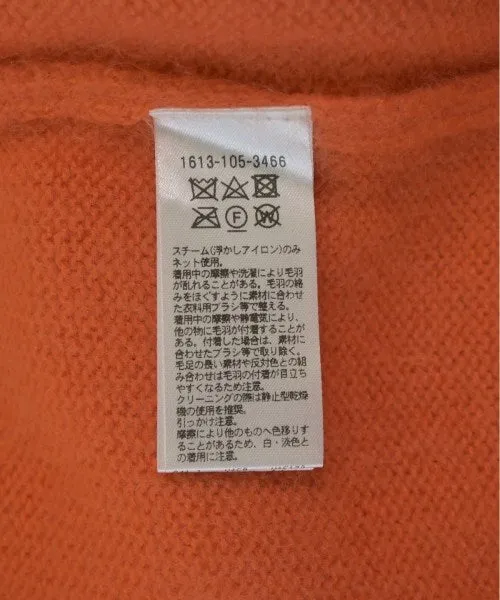 1613-105-3466
F W
スチーム(浮かしアイロン)のみ
ネット使用。
着用中の摩擦や洗濯により毛羽
が乱れることがある。毛羽の絡
みをほぐすように素材に合わせ
た衣料用ブラシ等で整える。
着用中の摩擦や静電気により、
他の物に毛羽が付着することが
ある。付着した場合は、素材に
合わせたブラシ等で取り除く。
毛足の長い素材や反対色との組
み合わせは毛羽の付着が目立ち
やすくなるため注意。
クリーニングの際は静止型乾燥
機の使用を推奨。
引っかけ注意。
摩擦により他のものへ色移りす
ることがあるため、白・淡色と
の着用に注意。